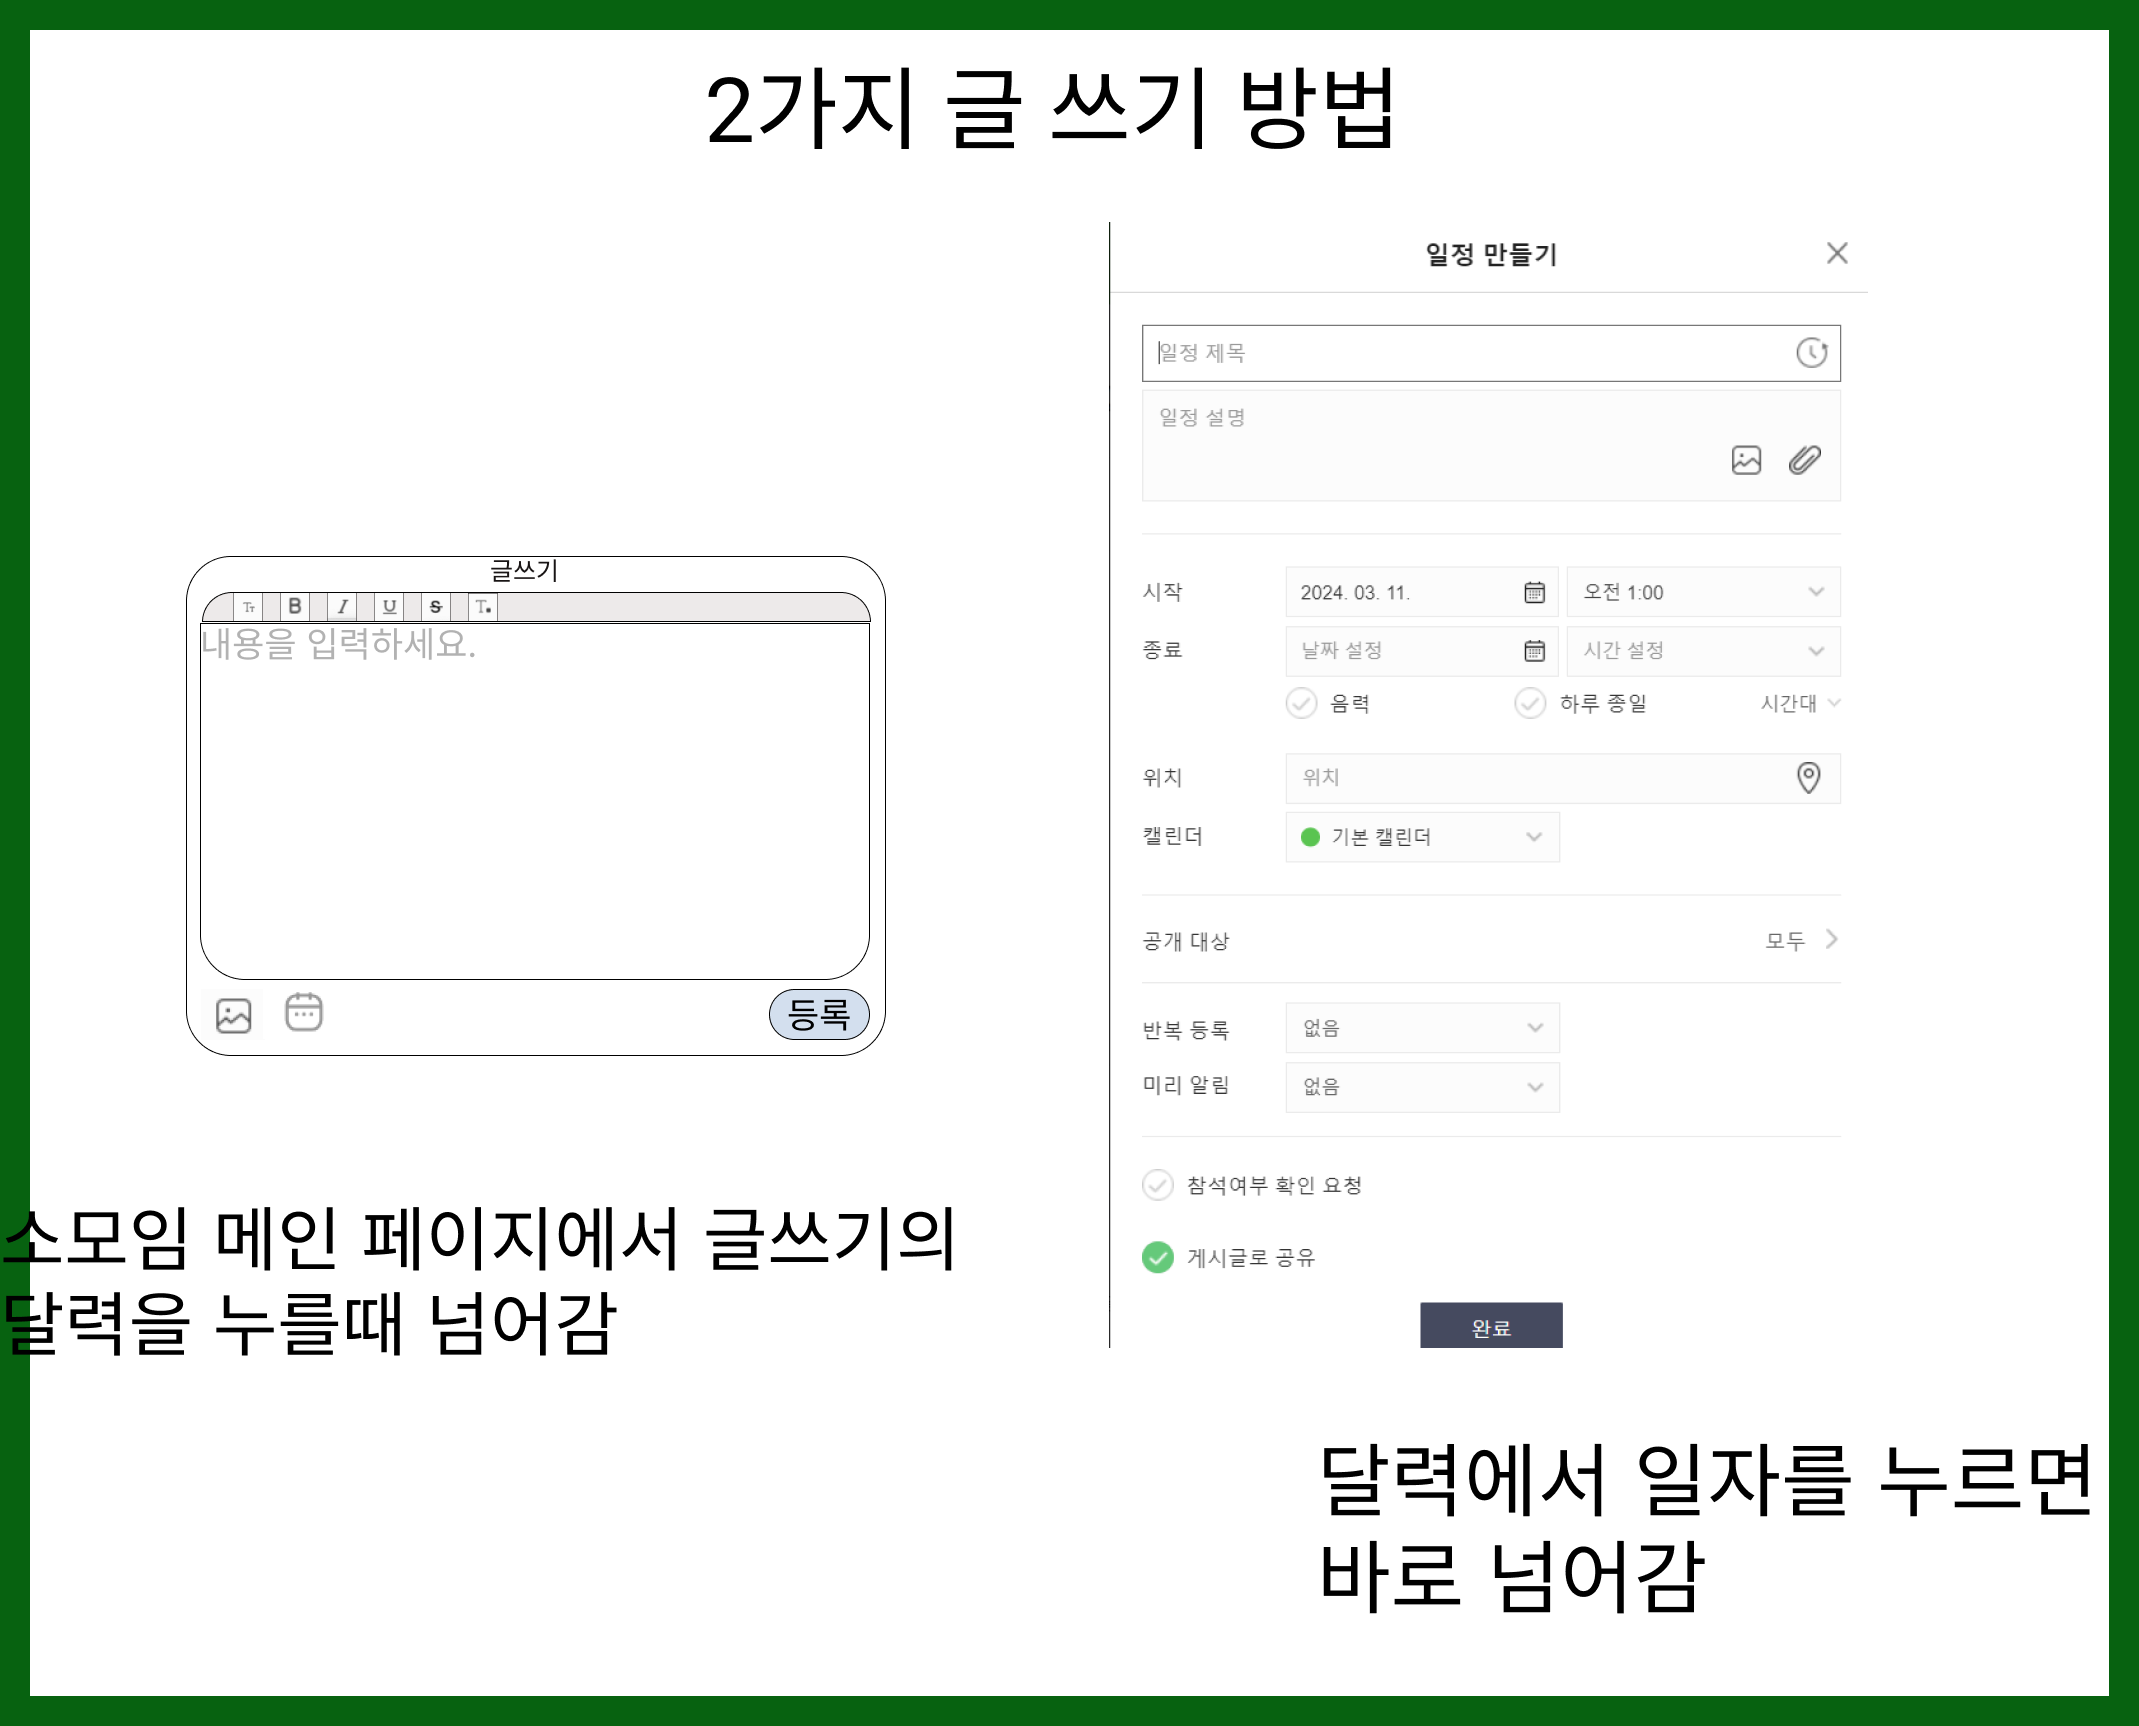 2가지 글 쓰기 방법
글쓰기
Tт B I U S T.
내용을 입력하세요.
등록
소모임 메인 페이지에서 글쓰기의
달력을 누를때 넘어감
일정 만들기
일정 제목
일정 설명
시작 2024. 03. 11. 오전 1:00
종료 날짜 설정 시간 설정
음력 하루 종일 시간대
위치 위치
캘린더 기본 캘린더
공개 대상 모두
반복 등록 없음
미리 알림 없음
참석여부 확인 요청
게시글로 공유
완료
달력에서 일자를 누르면
바로 넘어감